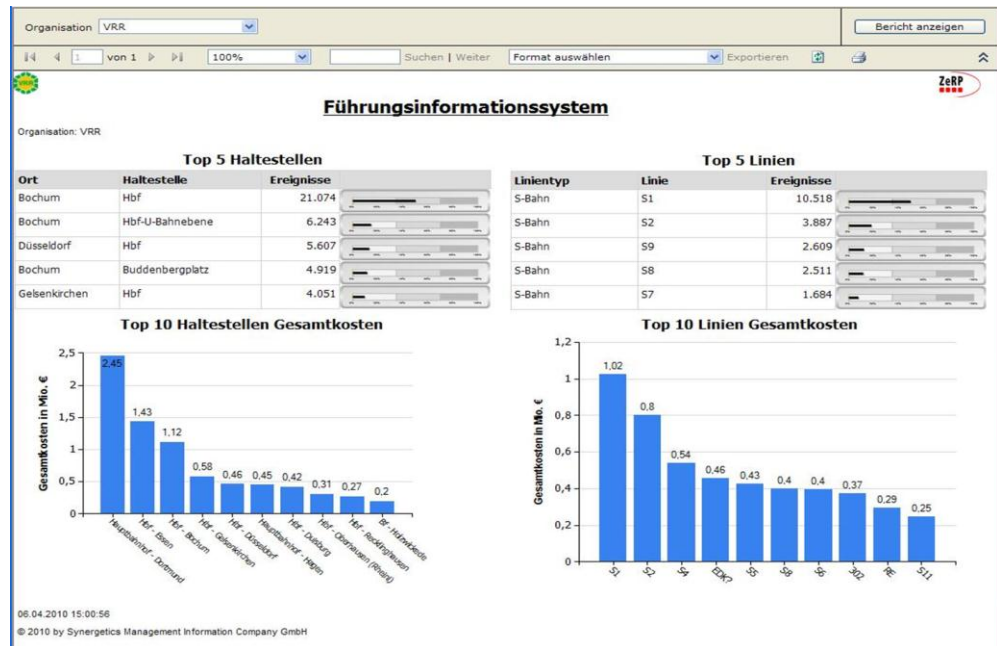 Organisation VRR Bericht anzeigen
1 von 1 100% Suchen | Weiter Format auswählen Exportieren
ZeRP
Führungsinformationssystem
Organisation: VRR
Top 5 Haltestellen
Ort Haltestelle Ereignisse
Bochum Hbf 21.074
Bochum Hbf-U-Bahnebene 6.243
Düsseldorf Hbf 5.607
Bochum Buddenbergplatz 4.919
Gelsenkirchen Hbf 4.051
Top 5 Linien
Linientyp Linie Ereignisse
S-Bahn S1 10.518
S-Bahn S2 3.887
S-Bahn S9 2.609
S-Bahn S8 2.511
S-Bahn S7 1.684
Top 10 Haltestellen Gesamtkosten
Gesamtkosten in Mio. €
2,5
2
1,5
1
0,5
0
2,45
1,43
1,12
0,58
0,46
0,45
0,42
0,31
0,27
0,2
Hauptbahnhof - Dortmund
Hbf - Essen
Hbf - Bochum
Hbf - Gelsenkirchen
Hbf - Düsseldorf
Hauptbahnhof - Hagen
Hbf - Duisburg
Hbf - Oberhausen (Rheinl)
Hbf - Recklinghausen
Bf - Holzwickede
Top 10 Linien Gesamtkosten
Gesamtkosten in Mio. €
1,2
1
0,8
0,6
0,4
0,2
0
1,02
0,8
0,54
0,46
0,43
0,4
0,4
0,37
0,29
0,25
S1
S2
S4
EDK?
S5
S8
S6
302
RE
S11
06.04.2010 15:00:56
© 2010 by Synergetics Management Information Company GmbH